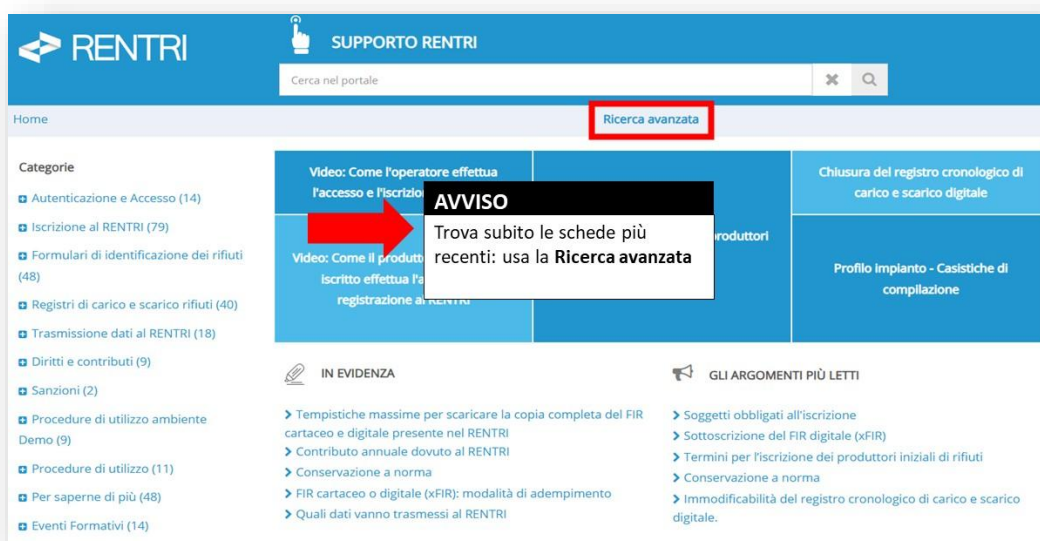 RENTRI
SUPPORTO RENTRI
Cerca nel portale
Home
Ricerca avanzata
Categorie
Autenticazione e Accesso (14)
Iscrizione al RENTRI (79)
Formulari di identificazione dei rifiuti
(48)
Registri di carico e scarico rifiuti (40)
Trasmissione dati al RENTRI (18)
Diritti e contributi (9)
Sanzioni (2)
Procedure di utilizzo ambiente
Demo (9)
Procedure di utilizzo (11)
Per saperne di più (48)
Eventi Formativi (14)
Video: Come l'operatore effettua
l'accesso e
Video: Come il
iscritto effettua
registrazione al RENTRI
AVVISO
Trova subito le schede più
recenti: usa la Ricerca avanzata
produttori
Chiusura del registro cronologico di
carico e scarico digitale
Profilo impianto - Casistiche di
compilazione
IN EVIDENZA
Tempistiche massime per scaricare la copia completa del FIR
cartaceo e digitale presente nel RENTRI
Contributo annuale dovuto al RENTRI
Conservazione a norma
FIR cartaceo o digitale (xFIR): modalità di adempimento
Quali dati vanno trasmessi al RENTRI
GLI ARGOMENTI PIÙ LETTI
Soggetti obbligati all'iscrizione
Sottoscrizione del FIR digitale (xFIR)
Termini per l'iscrizione dei produttori iniziali di rifiuti
Conservazione a norma
Immodificabilità del registro cronologico di carico e scarico
digitale.